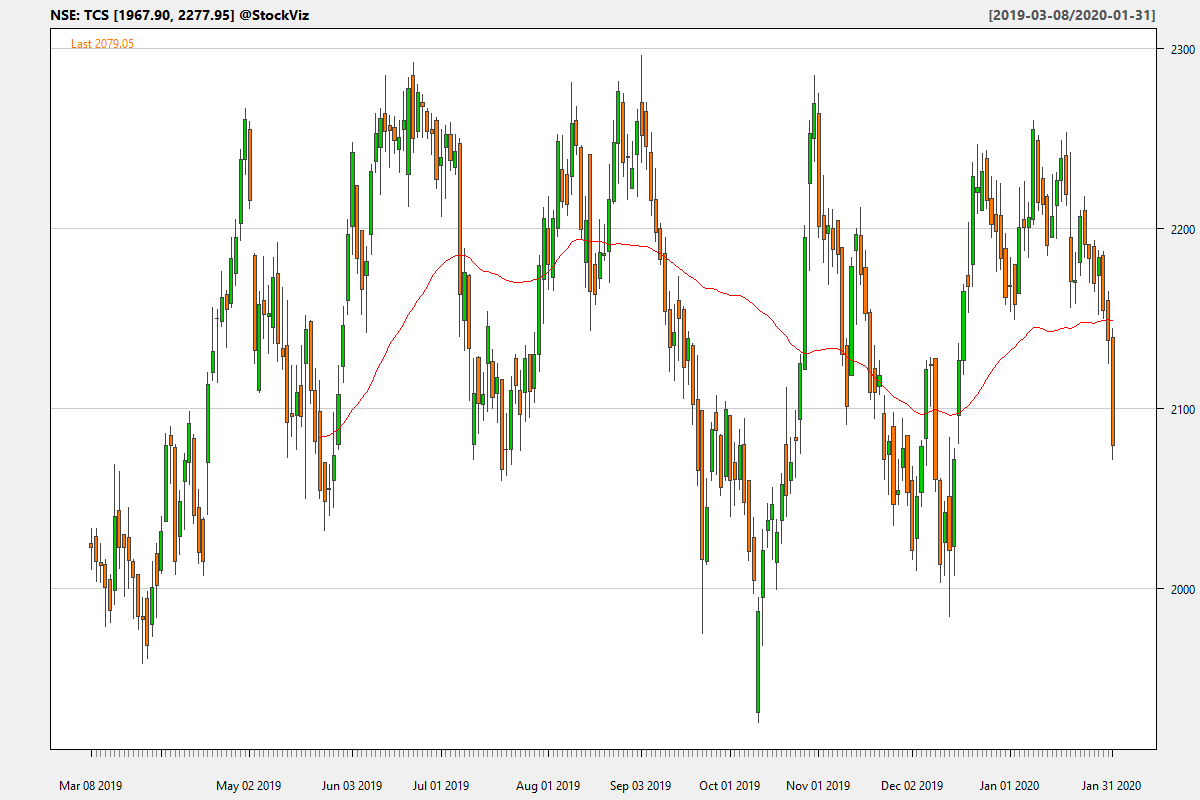 NSE: TCS [1967.90, 2277.95] @StockViz [2019-03-08/2020-01-31]
Last 2079.05
2300
2200
2100
2000
Mar 08 2019 May 02 2019 Jun 03 2019 Jul 01 2019 Aug 01 2019 Sep 03 2019 Oct 01 2019 Nov 01 2019 Dec 02 2019 Jan 01 2020 Jan 31 2020